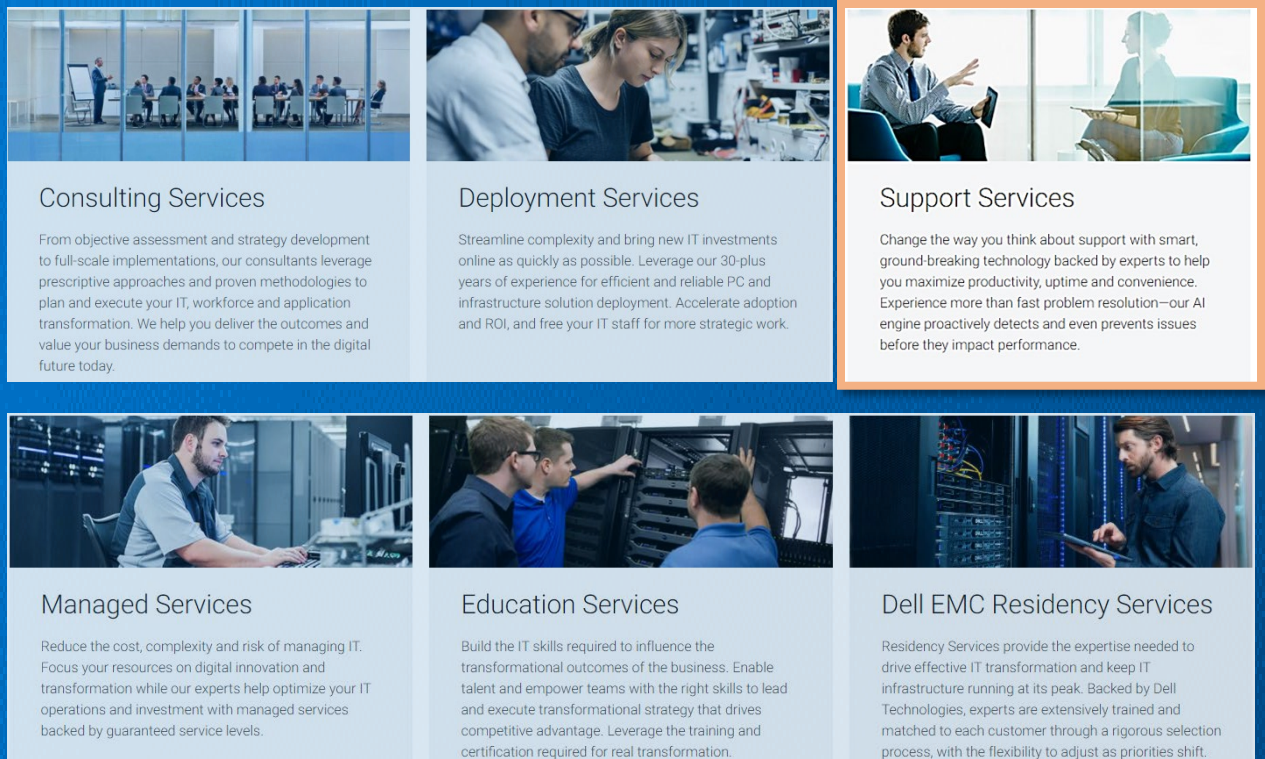 Consulting Services
From objective assessment and strategy development
to full-scale implementations, our consultants leverage
prescriptive approaches and proven methodologies to
plan and execute your IT, workforce and application
transformation. We help you deliver the outcomes and
value your business demands to compete in the digital
future today.
Deployment Services
Streamline complexity and bring new IT investments
online as quickly as possible. Leverage our 30-plus
years of experience for efficient and reliable PC and
infrastructure solution deployment. Accelerate adoption
and ROI, and free your IT staff for more strategic work.
Support Services
Change the way you think about support with smart,
ground-breaking technology backed by experts to help
you maximize productivity, uptime and convenience.
Experience more than fast problem resolution—our AI
engine proactively detects and even prevents issues
before they impact performance.
Managed Services
Reduce the cost, complexity and risk of managing IT.
Focus your resources on digital innovation and
transformation while our experts help optimize your IT
operations and investment with managed services
backed by guaranteed service levels.
Education Services
Build the IT skills required to influence the
transformational outcomes of the business. Enable
talent and empower teams with the right skills to lead
and execute transformational strategy that drives
competitive advantage. Leverage the training and
certification required for real transformation.
Dell EMC Residency Services
Residency Services provide the expertise needed to
drive effective IT transformation and keep IT
infrastructure running at its peak. Backed by Dell
Technologies, experts are extensively trained and
matched to each customer through a rigorous selection
process, with the flexibility to adjust as priorities shift.